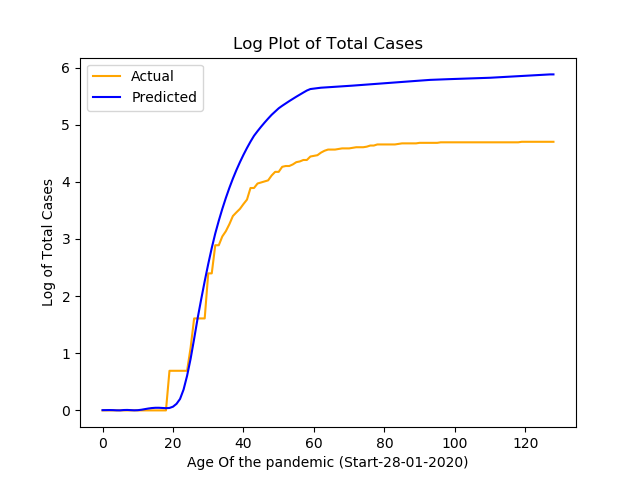 Log Plot of Total Cases
Actual
Predicted
6
5
4
3
2
1
0
Log of Total Cases
0 20 40 60 80 100 120
Age Of the pandemic (Start-28-01-2020)